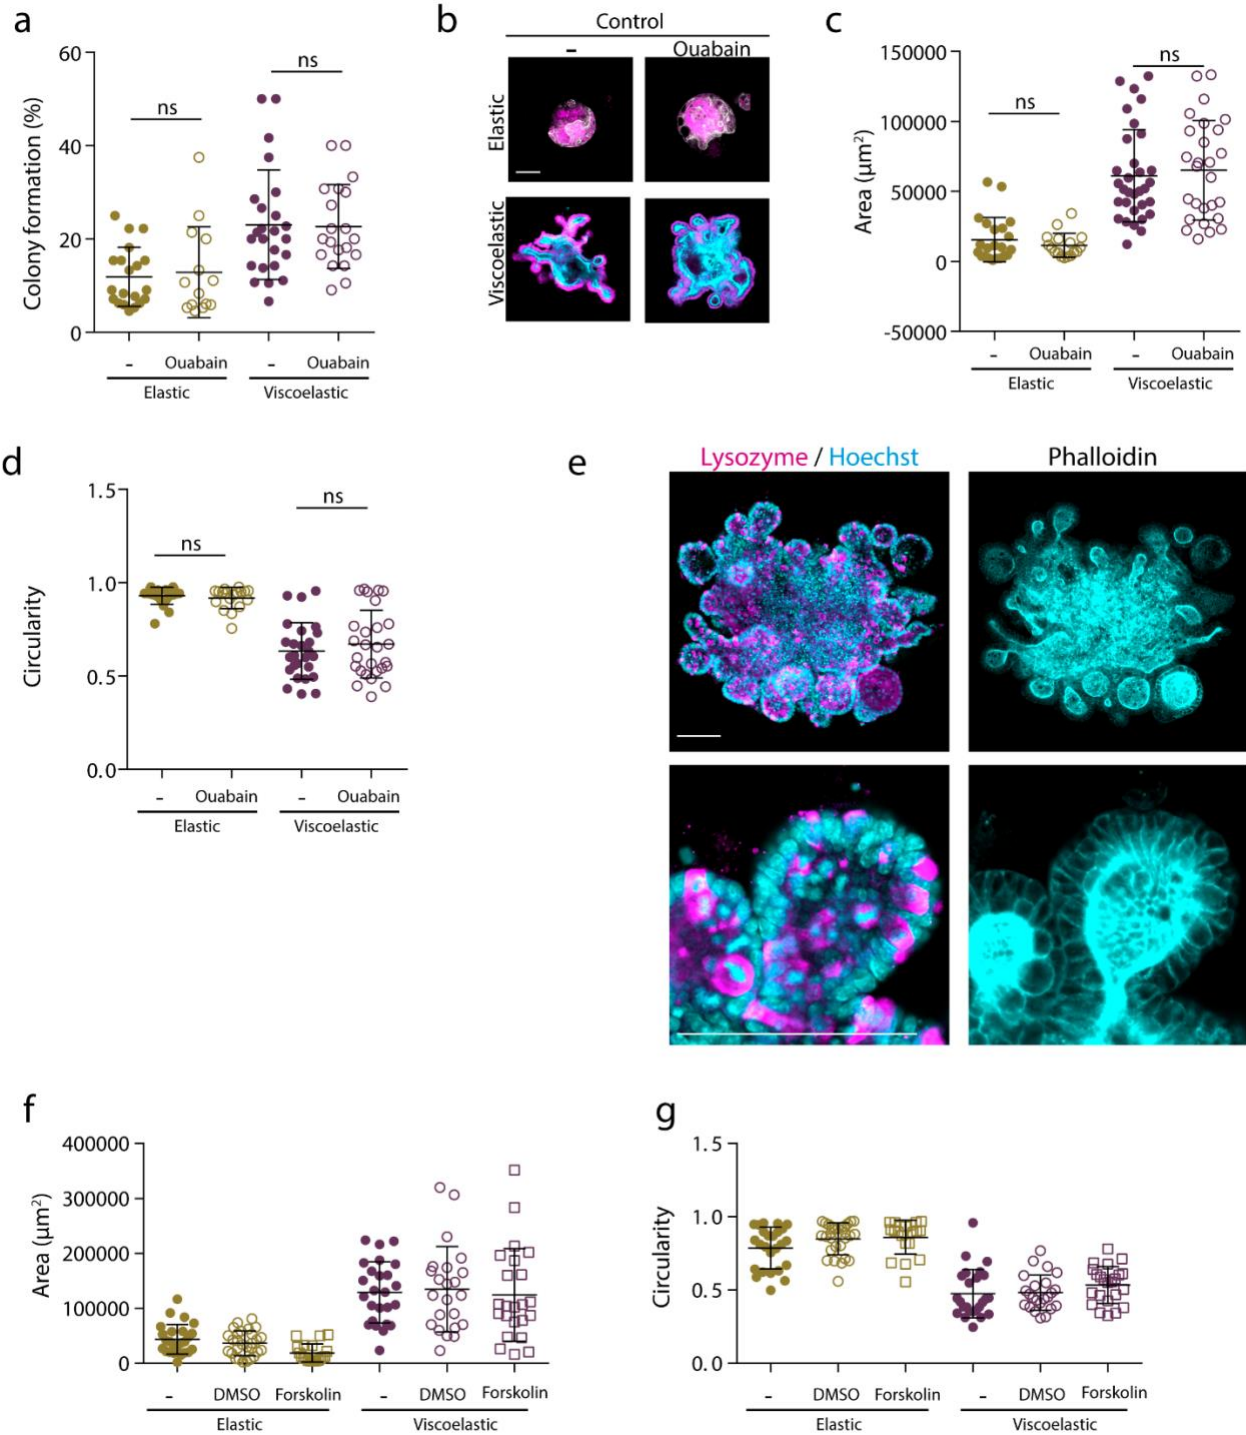 a
Colony formation (%)
60
40
20
0
ns
ns
-
Ouabain
-
Ouabain
Elastic
Viscoelastic
b
Control
-
Ouabain
Elastic
Viscoelastic
c
Area (µm²)
150000
100000
50000
0
-50000
ns
ns
-
Ouabain
-
Ouabain
Elastic
Viscoelastic
d
Circularity
1.5
1.0
0.5
0.0
ns
ns
-
Ouabain
-
Ouabain
Elastic
Viscoelastic
e
Lysozyme / Hoechst
Phalloidin
f
Area (µm²)
400000
300000
200000
100000
0
-
DMSO
Forskolin
-
DMSO
Forskolin
Elastic
Viscoelastic
g
Circularity
1.5
1.0
0.5
0.0
-
DMSO
Forskolin
-
DMSO
Forskolin
Elastic
Viscoelastic